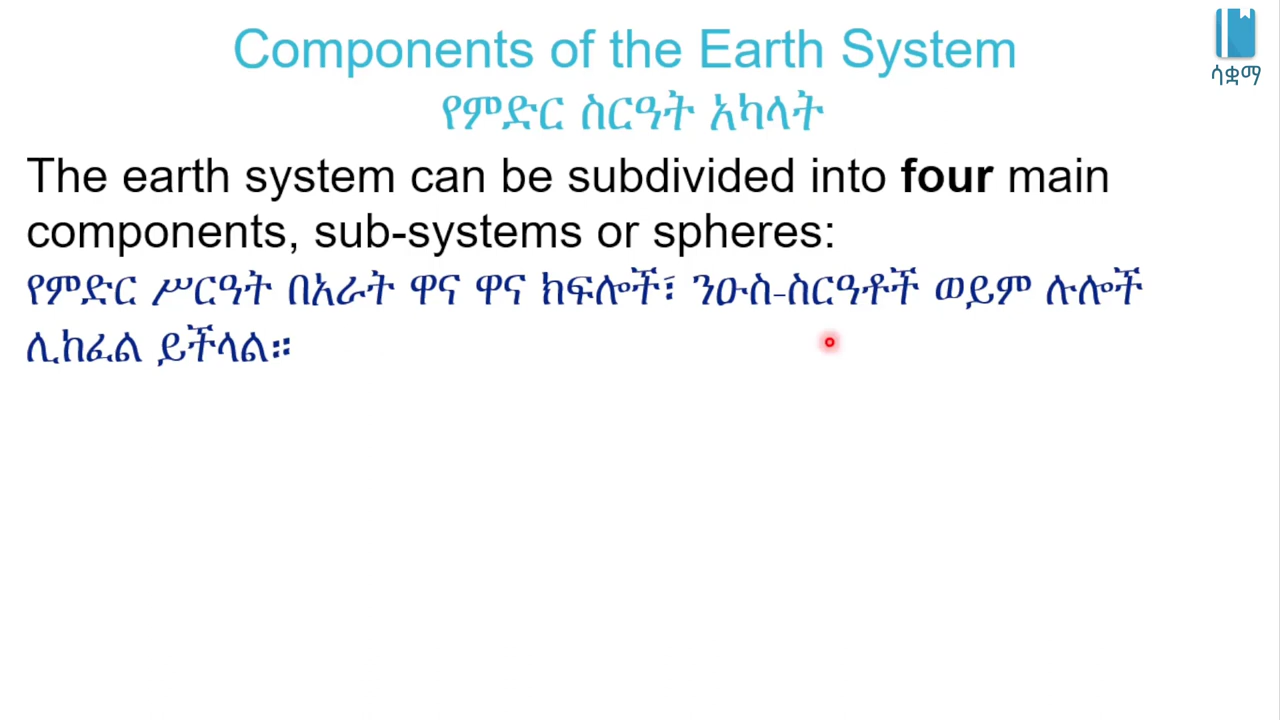 Components of the Earth System
የምድር ስርዓት አካላት
ሳቋማ
The earth system can be subdivided into four main
components, sub-systems or spheres:
የምድር ሥርዓት በአራት ዋና ዋና ክፍሎች፣ ንዑስ-ስርዓቶች ወይም ሉሎች
ሊከፈል ይችላል።